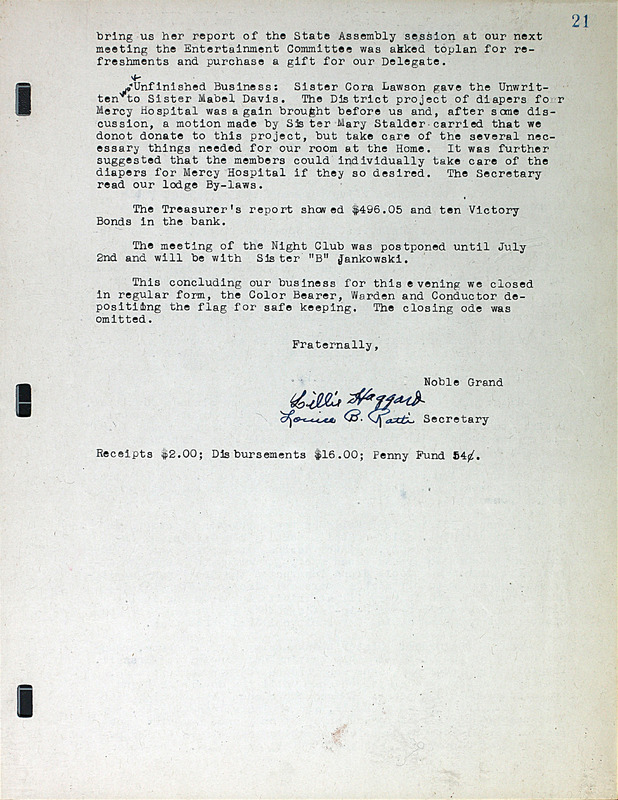 21
bring us her report of the State Assembly session at our next
meeting the Entertainment Committee was asked toplan for re-
freshments and purchase a gift for our Delegate.
Unfinished Business: Sister Cora Lawson gave the Unwrit-
ten to Sister Mabel Davis. The District project of diapers for
Mercy Hospital was again brought before us and, after some dis-
cussion, a motion made by Sister Mary Stalder carried that we
donot donate to this project, but take care of the several nec-
essary things needed for our room at the Home. It was further
suggested that the members could individually take care of the
diapers for Mercy Hospital if they so desired. The Secretary
read our lodge By-laws.
The Treasurer's report showed $496.05 and ten Victory
Bonds in the bank.
The meeting of the Night Club was postponed until July
2nd and will be with Sister "B" Jankowski.
This concluding our business for this evening we closed
in regular form, the Color Bearer, Warden and Conductor de-
positing the flag for safe keeping. The closing ode was
omitted.
Fraternally,
Noble Grand
Lillie Haggard
Louise B. Ratti Secretary
Receipts $2.00; Disbursements $16.00; Penny Fund 54¢.